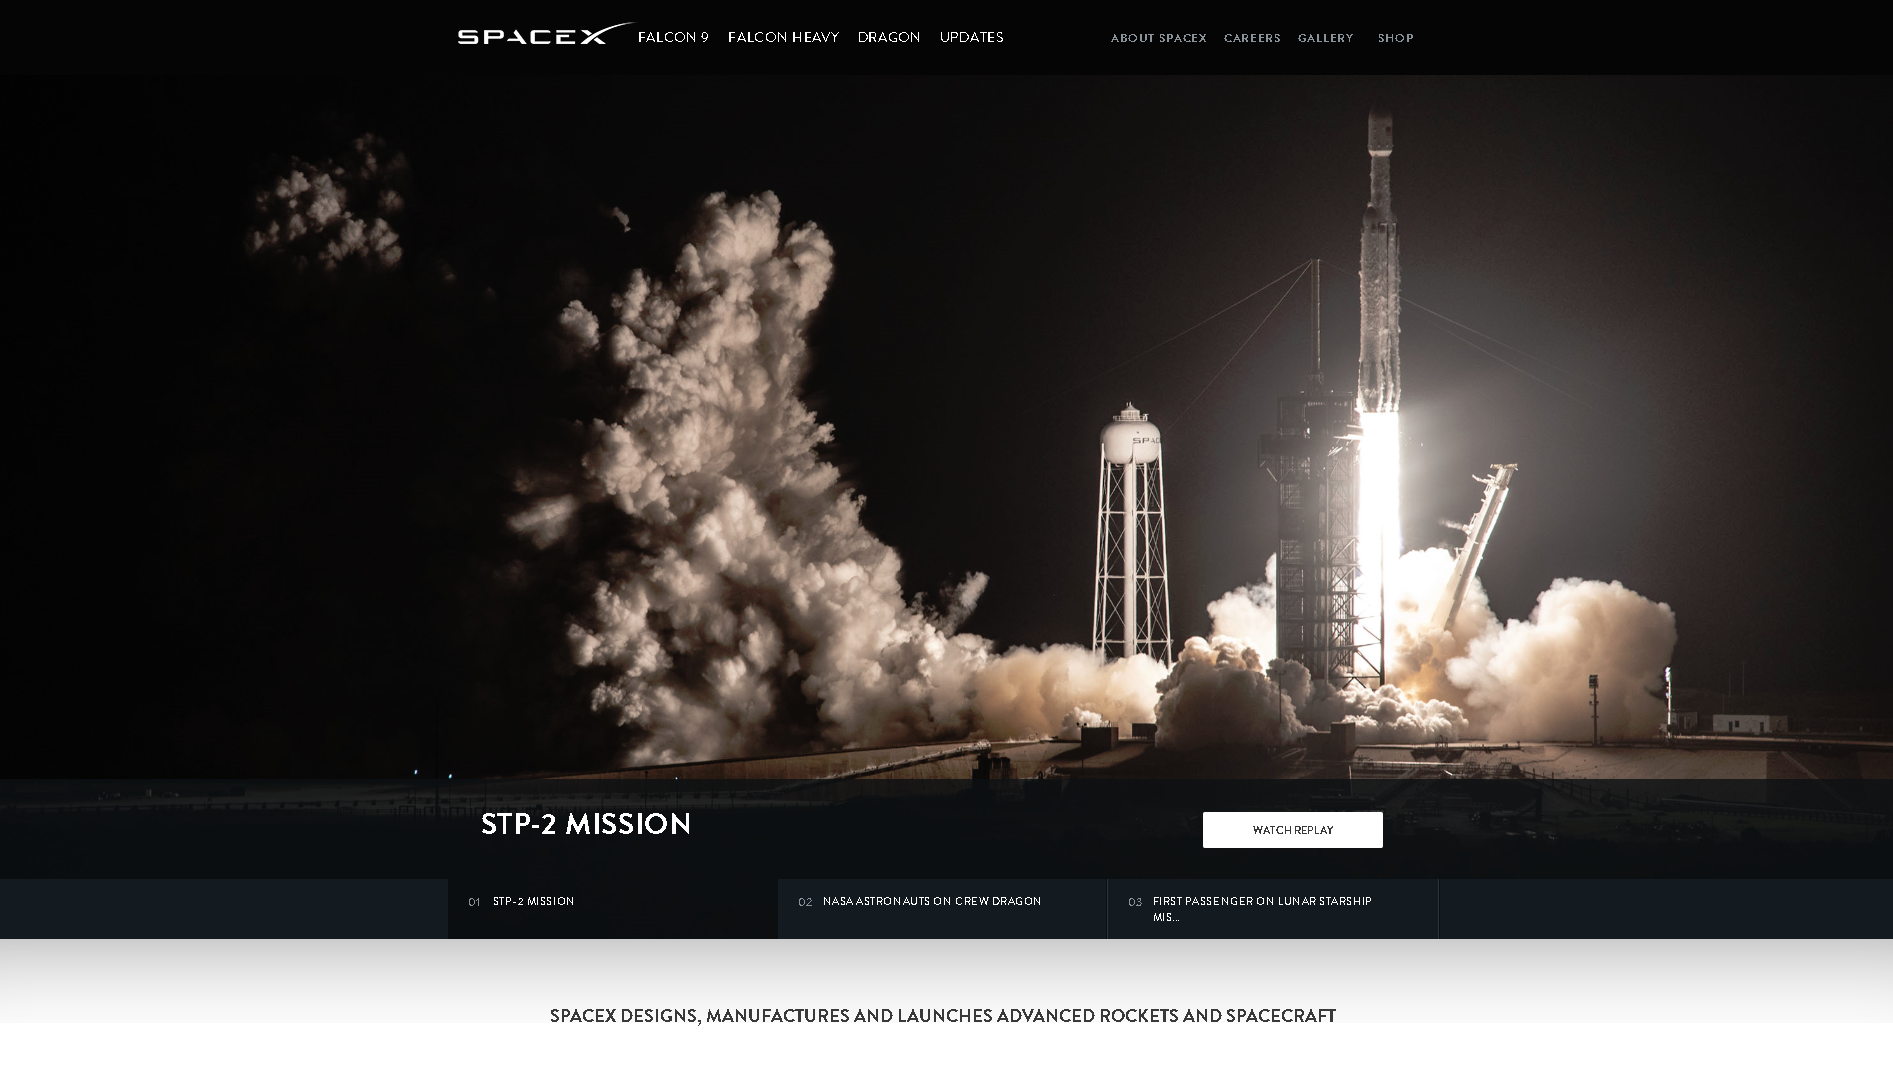 SPACEX FALCON 9 FALCON HEAVY DRAGON UPDATES ABOUT SPACEX CAREERS GALLERY SHOP
SPACE
STP-2 MISSION
WATCH REPLAY
01 STP-2 MISSION
02 NASA ASTRONAUTS ON CREW DRAGON
03 FIRST PASSENGER ON LUNAR STARSHIP
MIS...
SPACEX DESIGNS, MANUFACTURES AND LAUNCHES ADVANCED ROCKETS AND SPACECRAFT